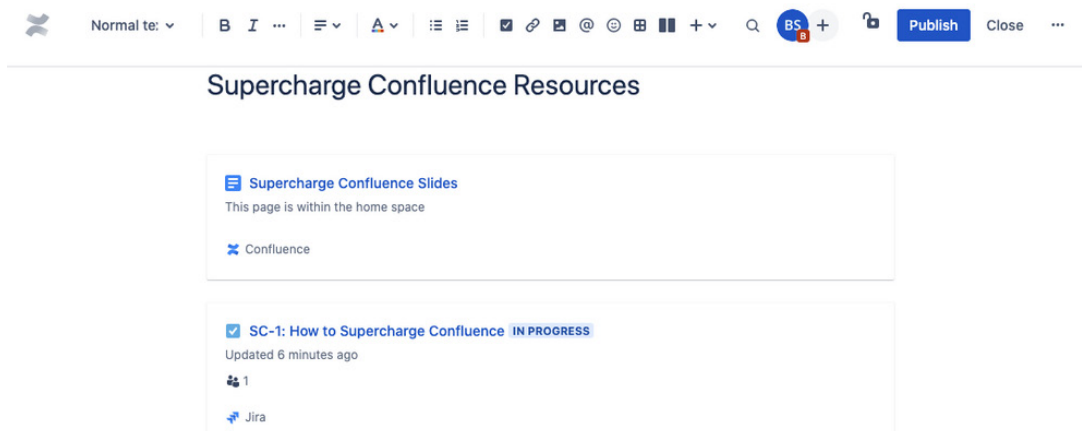 Normal te:
B I ...
@
BS
B
Publish
Close
...
Supercharge Confluence Resources
Supercharge Confluence Slides
This page is within the home space
Confluence
SC-1: How to Supercharge Confluence IN PROGRESS
Updated 6 minutes ago
1
Jira